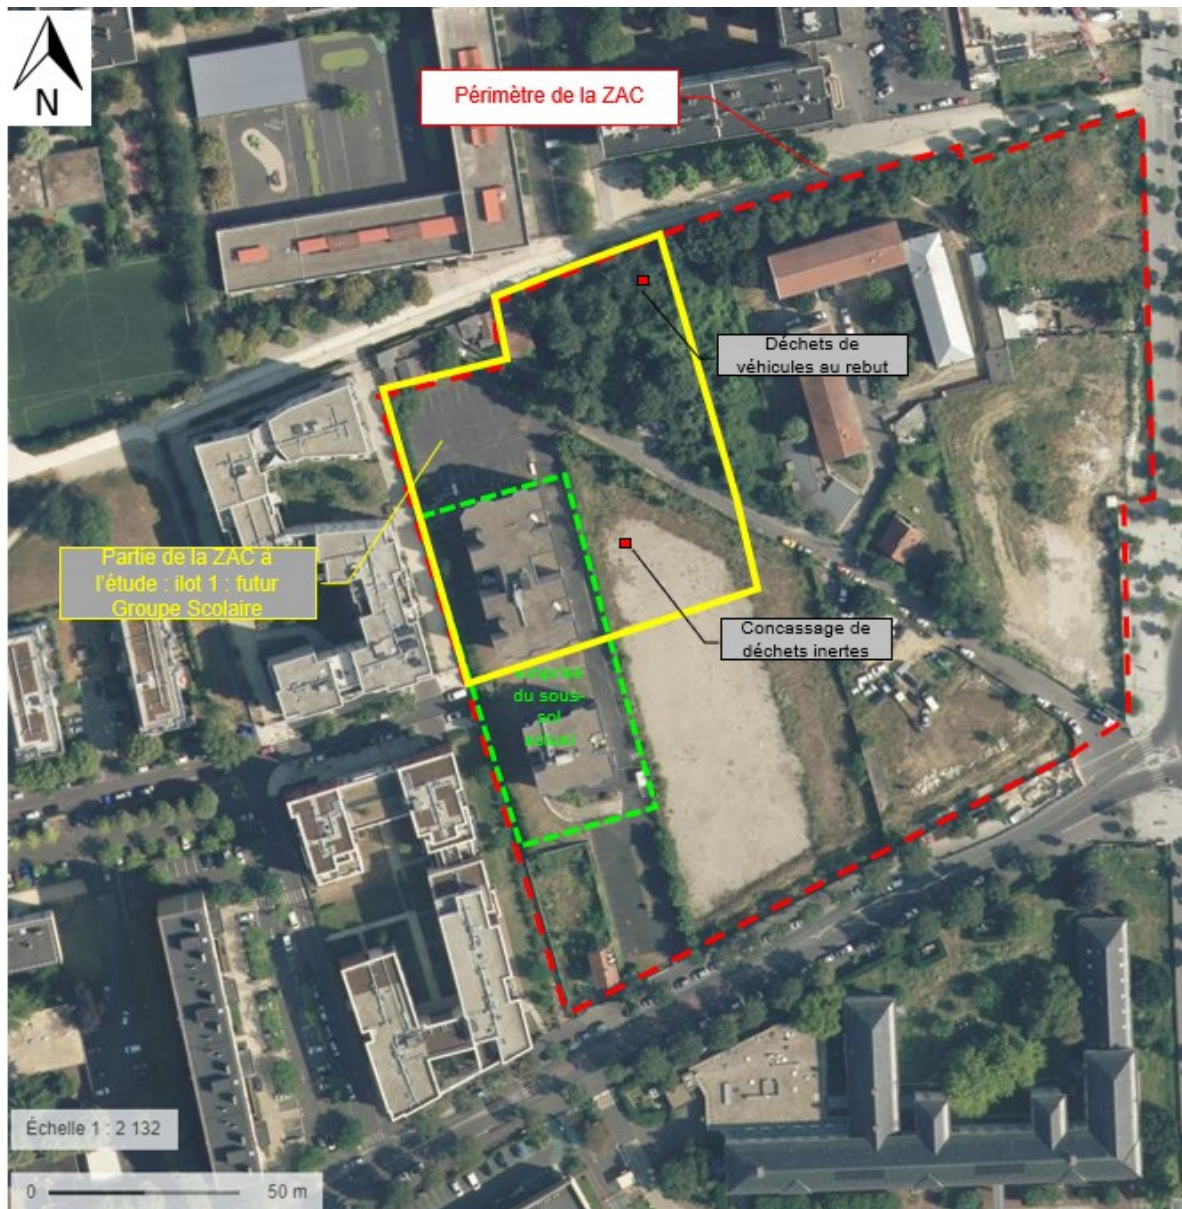 N
Périmètre de la ZAC
Déchets de
véhicules au rebut
Partie de la ZAC à
l'étude : ilot 1 : futur
Groupe Scolaire
Concassage de
déchets inertes
du sous-
sol
Échelle 1 : 2 132
0 50 m